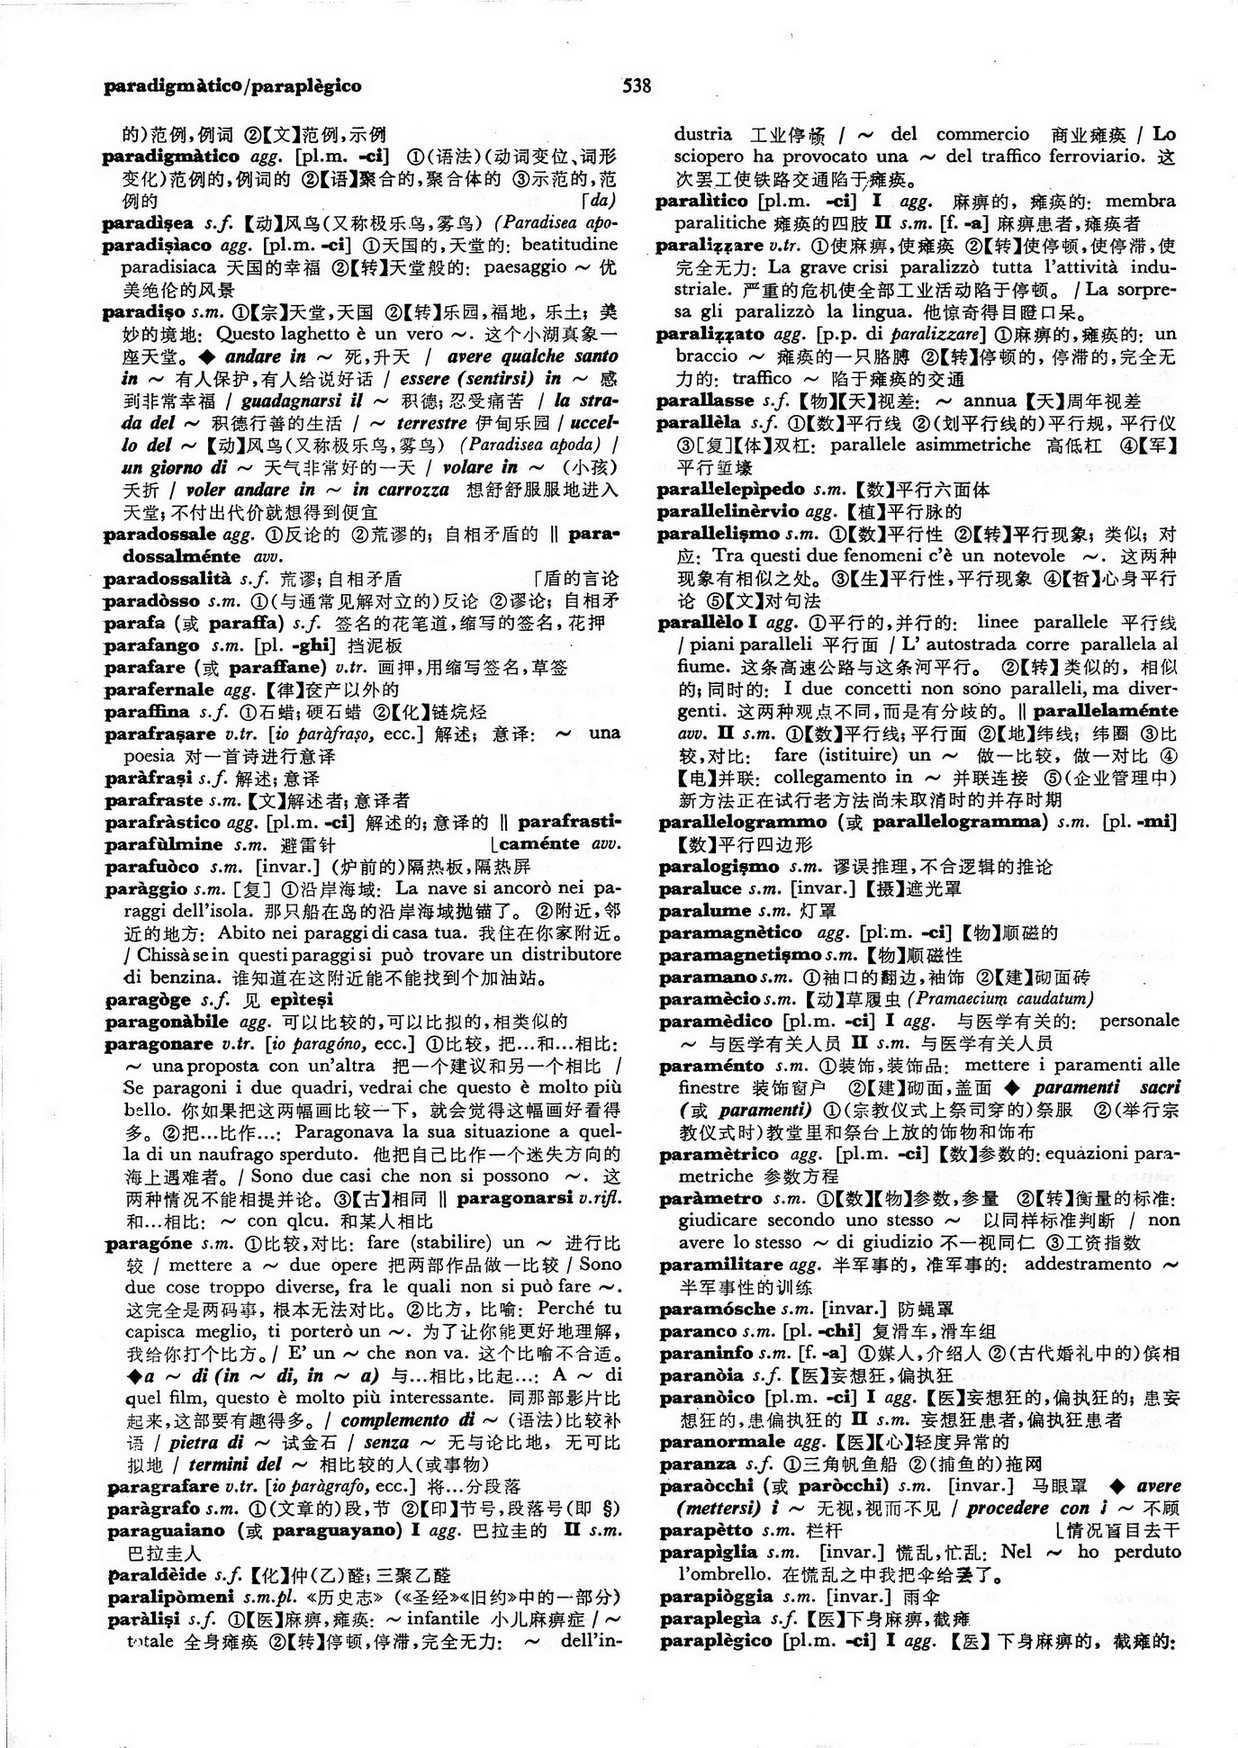 paradigmàtico/paraplègico
538
的)范例,例词 ②【文】范例,示例
paradigmàtico agg. [pl.m. -ci] ①(语法)(动词变位、词形
变化)范例的,例词的 ②【语】聚合的,聚合体的 ③示范的,范
例的 「da)
paradişea s.f. 【动】风鸟(又称极乐鸟,雾鸟) (Paradisea apo-
paradişìaco agg. [pl.m. -ci] ①天国的,天堂的: beatitudine
paradisiaca 天国的幸福 ②【转】天堂般的: paesaggio ~ 优
美绝伦的风景
paradişo s.m. ①【宗】天堂,天国 ②【转】乐园,福地, 乐土; 美
妙的境地: Questo laghetto è un vero ~. 这个小湖真象一
座天堂。◆ andare in ~ 死,升天 / avere qualche santo
in ~ 有人保护,有人给说好话 / essere (sentirsi) in ~ 感
到非常幸福 / guadagnarsi il ~ 积德; 忍受痛苦 / la stra-
da del ~ 积德行善的生活 / ~ terrestre 伊甸乐园 / uccel-
lo del ~ 【动】风鸟(又称极乐鸟,雾鸟) (Paradisea apoda) /
un giorno di ~ 天气非常好的一天 / volare in ~ (小孩)
夭折 / voler andare in ~ in carrozza 想舒舒服服地进入
天堂; 不付出代价就想得到便宜
paradossale agg. ①反论的 ②荒谬的; 自相矛盾的 ‖ para-
dossalménte avv.
paradossalità s.f. 荒谬; 自相矛盾 「盾的言论
paradòsso s.m. ①(与通常见解对立的)反论 ②谬论; 自相矛
parafa (或 paraffa) s.f. 签名的花笔道,缩写的签名, 花押
parafango s.m. [pl. -ghi] 挡泥板
parafare (或 paraffane) v.tr. 画押,用缩写签名,草签
parafernale agg. 【律】奁产以外的
paraffina s.f. ①石蜡; 硬石蜡 ②【化】链烷烃
parafraşare v.tr. [io paràfraşo, ecc.] 解述; 意译: ~ una
poesia 对一首诗进行意译
paràfraşi s.f. 解述; 意译
parafraste s.m. 【文】解述者; 意译者
parafràstico agg. [pl.m. -ci] 解述的; 意译的 ‖ parafrasti-
parafùlmine s.m. 避雷针 ⌊caménte avv.
parafuòco s.m. [invar.] (炉前的)隔热板,隔热屏
paràggio s.m. [复] ①沿岸海域: La nave si ancorò nei pa-
raggi dell'isola. 那只船在岛的沿岸海域抛锚了。 ②附近,邻
近的地方: Abito nei paraggi di casa tua. 我住在你家附近。
/ Chissà se in questi paraggi si può trovare un distributore
di benzina. 谁知道在这附近能不能找到个加油站。
paragòge s.f. 见 epìteşi
paragonàbile agg. 可以比较的,可以比拟的,相类似的
paragonare v.tr. [io paragóno, ecc.] ①比较, 把…和…相比:
~ una proposta con un'altra 把一个建议和另一个相比 /
Se paragoni i due quadri, vedrai che questo è molto più
bello. 你如果把这两幅画比较一下, 就会觉得这幅画好看得
多。②把…比作…: Paragonava la sua situazione a quel-
la di un naufrago sperduto. 他把自己比作一个迷失方向的
海上遇难者。/ Sono due casi che non si possono ~. 这
两种情况不能相提并论。③【古】相同 ‖ paragonarsi v.rifl.
和…相比: ~ con qlcu. 和某人相比
paragóne s.m. ①比较,对比: fare (stabilire) un ~ 进行比
较 / mettere a ~ due opere 把两部作品做一比较 / Sono
due cose troppo diverse, fra le quali non si può fare ~.
这完全是两码事, 根本无法对比。②比方, 比喻: Perché tu
capisca meglio, ti porterò un ~. 为了让你能更好地理解,
我给你打个比方。/ E' un ~ che non va. 这个比喻不合适。
◆a ~ di (in ~ di, in ~ a) 与…相比,比起…: A ~ di
quel film, questo è molto più interessante. 同那部影片比
起来,这部要有趣得多。/ complemento di ~ (语法)比较补
语 / pietra di ~ 试金石 / senza ~ 无与论比地, 无可比
拟地 / termini del ~ 相比较的人(或事物)
paragrafare v.tr. [io paràgrafo, ecc.] 将…分段落
paràgrafo s.m. ①(文章的)段,节 ②【印】节号,段落号(即 §)
paraguaiano (或 paraguayano) I agg. 巴拉圭的 II s.m.
巴拉圭人
paraldèide s.f. 【化】仲(乙)醛; 三聚乙醛
paralipòmeni s.m.pl. «历史志» («圣经»«旧约»中的一部分)
paràlişi s.f. ①【医】麻痹,瘫痪: ~ infantile 小儿麻痹症 / ~
totale 全身瘫痪 ②【转】停顿,停滞,完全无力: ~ dell'in-
dustria 工业停顿 / ~ del commercio 商业瘫痪 / Lo
sciopero ha provocato una ~ del traffico ferroviario. 这
次罢工使铁路交通陷于瘫痪。
paralìtico [pl.m. -ci] I agg. 麻痹的, 瘫痪的: membra
paralitiche 瘫痪的四肢 II s.m. [f. -a] 麻痹患者,瘫痪者
paraliẓẓare v.tr. ①使麻痹,使瘫痪 ②【转】使停顿,使停滞,使
完全无力: La grave crisi paralizzò tutta l'attività indu-
striale. 严重的危机使全部工业活动陷于停顿。 / La sorpre-
sa gli paralizzò la lingua. 他惊奇得目瞪口呆。
paraliẓẓato agg. [p.p. di paralizzare] ①麻痹的,瘫痪的: un
braccio ~ 瘫痪的一只胳膊 ②【转】停顿的, 停滞的,完全无
力的: traffico ~ 陷于瘫痪的交通
parallasse s.f. 【物】【天】视差: ~ annua 【天】周年视差
parallèla s.f. ①【数】平行线 ②(划平行线的)平行规, 平行仪
③[复]【体】双杠: parallele asimmetriche 高低杠 ④【军】
平行堑壕
parallelepìpedo s.m. 【数】平行六面体
parallelinèrvio agg. 【植】平行脉的
parallelişmo s.m. ①【数】平行性 ②【转】平行现象; 类似; 对
应: Tra questi due fenomeni c'è un notevole ~. 这两种
现象有相似之处。③【生】平行性,平行现象 ④【哲】心身平行
论 ⑤【文】对句法
parallèlo I agg. ①平行的,并行的: linee parallele 平行线
/ piani paralleli 平行面 / L' autostrada corre parallela al
fiume. 这条高速公路与这条河平行。 ②【转】类似的, 相似
的; 同时的: I due concetti non sono paralleli, ma diver-
genti. 这两种观点不同,而是有分歧的。‖ parallelaménte
avv. II s.m. ①【数】平行线; 平行面 ②【地】纬线; 纬圈 ③比
较,对比: fare (istituire) un ~ 做一比较, 做一对比 ④
【电】并联: collegamento in ~ 并联连接 ⑤(企业管理中)
新方法正在试行老方法尚未取消时的并存时期
parallelogrammo (或 parallelogramma) s.m. [pl. -mi]
【数】平行四边形
paralogişmo s.m. 谬误推理,不合逻辑的推论
paraluce s.m. [invar.] 【摄】遮光罩
paralume s.m. 灯罩
paramagnètico agg. [pl.m. -ci] 【物】顺磁的
paramagnetişmo s.m. 【物】顺磁性
paramano s.m. ①袖口的翻边,袖饰 ②【建】砌面砖
paramècio s.m. 【动】草履虫 (Pramaecium caudatum)
paramèdico [pl.m. -ci] I agg. 与医学有关的: personale
~ 与医学有关人员 II s.m. 与医学有关人员
paraménto s.m. ①装饰,装饰品: mettere i paramenti alle
finestre 装饰窗户 ②【建】砌面,盖面 ◆ paramenti sacri
(或 paramenti) ①(宗教仪式上祭司穿的)祭服 ②(举行宗
教仪式时)教堂里和祭台上放的饰物和饰布
paramètrico agg. [pl.m. -ci] 【数】参数的: equazioni para-
metriche 参数方程
paràmetro s.m. ①【数】【物】参数,参量 ②【转】衡量的标准:
giudicare secondo uno stesso ~ 以同样标准判断 / non
avere lo stesso ~ di giudizio 不一视同仁 ③工资指数
paramilitare agg. 半军事的, 准军事的: addestramento ~
半军事性的训练
paramósche s.m. [invar.] 防蝇罩
paranco s.m. [pl. -chi] 复滑车,滑车组
paraninfo s.m. [f. -a] ①媒人,介绍人 ②(古代婚礼中的)傧相
paranòia s.f. 【医】妄想狂,偏执狂
paranòico [pl.m. -ci] I agg. 【医】妄想狂的,偏执狂的; 患妄
想狂的,患偏执狂的 II s.m. 妄想狂患者,偏执狂患者
paranormale agg. 【医】【心】轻度异常的
paranza s.f. ①三角帆鱼船 ②(捕鱼的)拖网
paraòcchi (或 paròcchi) s.m. [invar.] 马眼罩 ◆ avere
(mettersi) i ~ 无视,视而不见 / procedere con i ~ 不顾
parapètto s.m. 栏杆 ⌊情况盲目去干
parapìglia s.m. [invar.] 慌乱,忙乱: Nel ~ ho perduto
l'ombrello. 在慌乱之中我把伞给丢了。
parapiòggia s.m. [invar.] 雨伞
paraplegìa s.f. 【医】下身麻痹,截瘫
paraplègico [pl.m. -ci] I agg. 【医】下身麻痹的, 截瘫的: